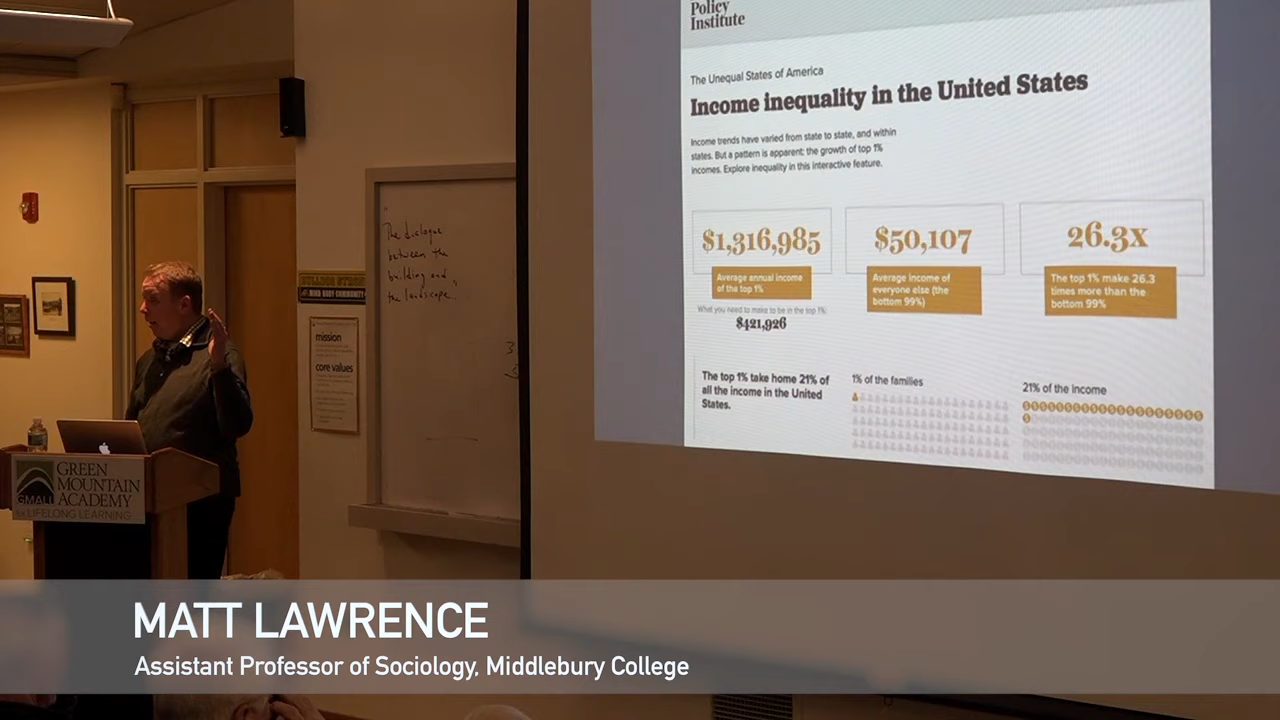 Policy
Institute
The Unequal States of America
Income inequality in the United States
Income trends have varied from state to state, and within
states. But a pattern is apparent: the growth of top 1%
incomes. Explore inequality in this interactive feature.
$1,316,985
Average annual income
of the top 1%
What you need to make to be in the top 1%:
$421,926
$50,107
Average income of
everyone else (the
bottom 99%)
26.3x
The top 1% make 26.3
times more than the
bottom 99%
The top 1% take home 21% of
all the income in the United
States.
1% of the families
21% of the income
The dialogue
between the
building and
the landscape."
MIND BODY COMMUNITY
mission
core values
GREEN
MOUNTAIN
ACADEMY
for LIFELONG LEARNING
GMALL
MATT LAWRENCE
Assistant Professor of Sociology, Middlebury College